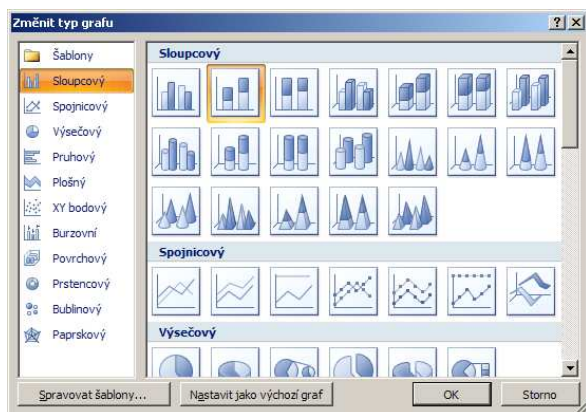 Změnit typ grafu
Šablony
Sloupcový
Spojnicový
Výsečový
Pruhový
Plošný
XY bodový
Burzovní
Povrchový
Prstencový
Bublinový
Paprskový
Sloupcový
Spojnicový
Výsečový
Spravovat šablony...
Nastavit jako výchozí graf
OK
Storno